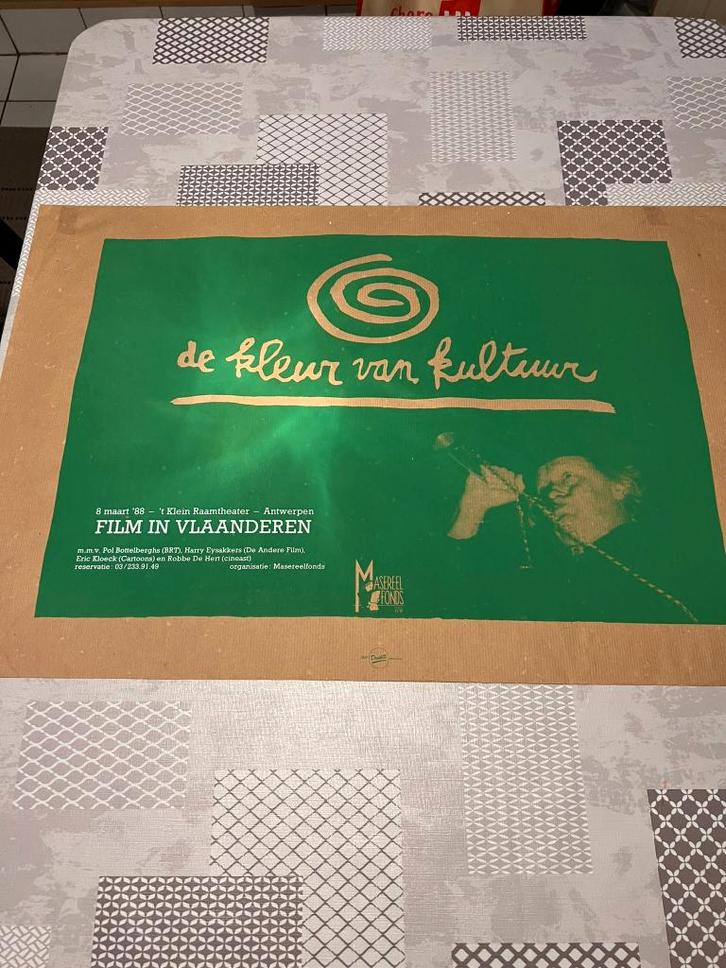 de kleur van kultuur
8 maart '88 – 't Klein Raamtheater – Antwerpen
FILM IN VLAANDEREN
m.m.v. Pol Bottelberghs (BRT), Harry Eysakkers (De Andere Film),
Eric Kloeck (Cartoons) en Robbe De Hert (cineast)
reservatie: 03/233.91.49 organisatie: Masereelfonds
MASEREEL
FONDS